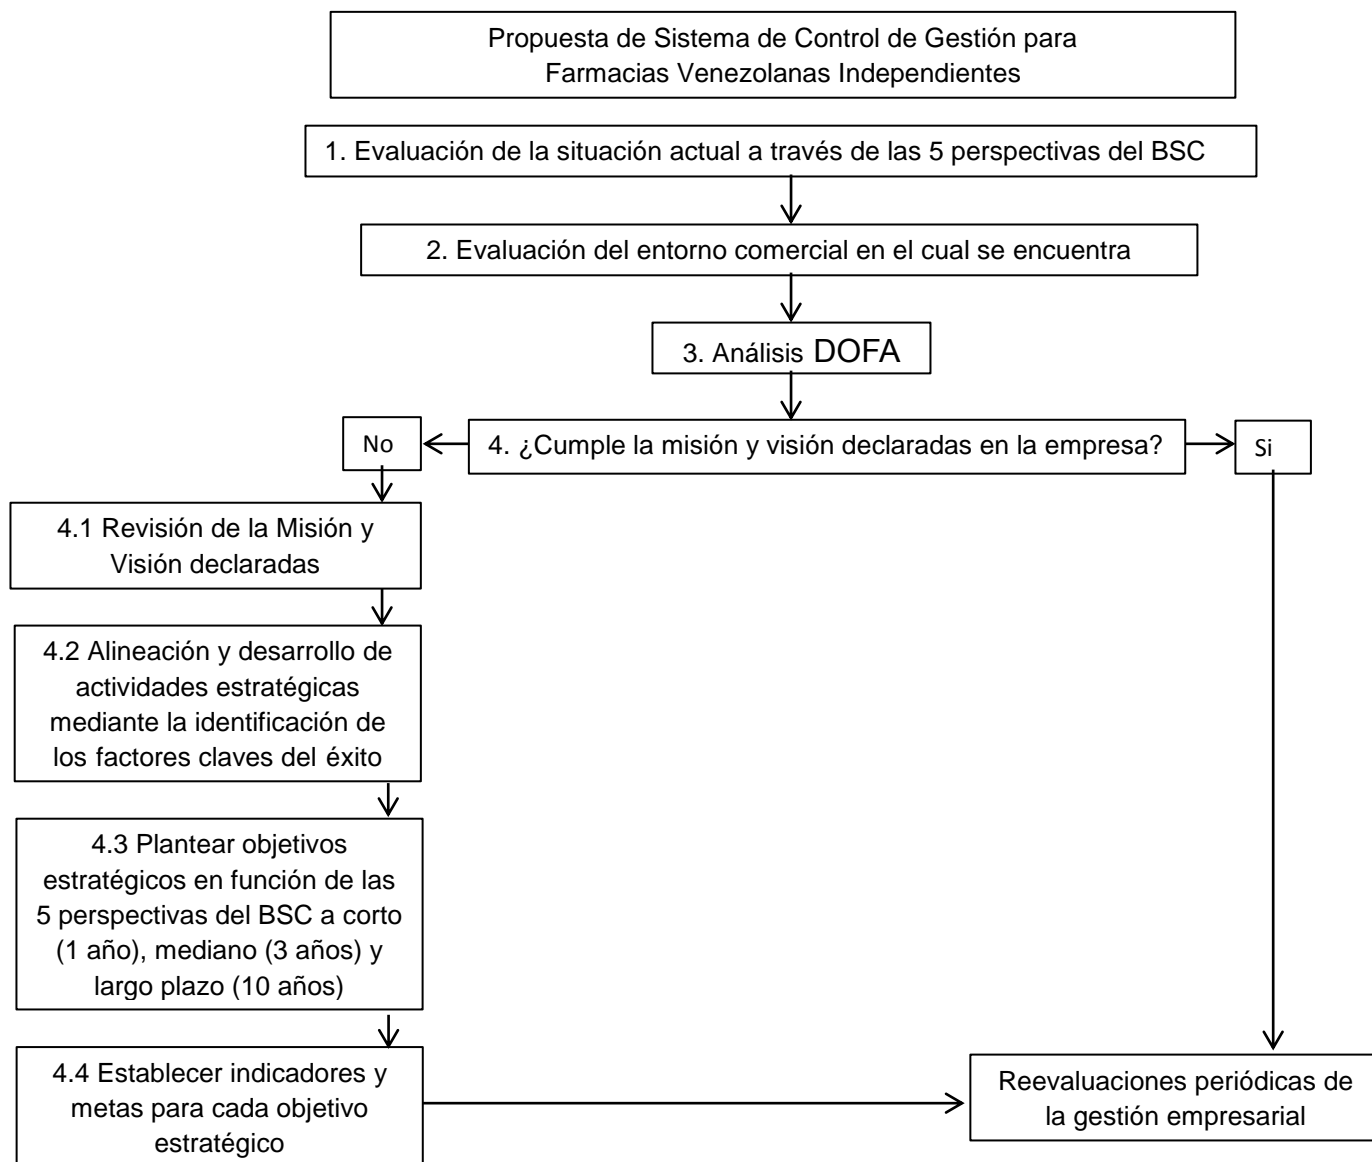 Propuesta de Sistema de Control de Gestión para
Farmacias Venezolanas Independientes
1. Evaluación de la situación actual a través de las 5 perspectivas del BSC
2. Evaluación del entorno comercial en el cual se encuentra
3. Análisis DOFA
No
4. ¿Cumple la misión y visión declaradas en la empresa?
Si
4.1 Revisión de la Misión y
Visión declaradas
4.2 Alineación y desarrollo de
actividades estratégicas
mediante la identificación de
los factores claves del éxito
4.3 Plantear objetivos
estratégicos en función de las
5 perspectivas del BSC a corto
(1 año), mediano (3 años) y
largo plazo (10 años)
4.4 Establecer indicadores y
metas para cada objetivo
estratégico
Reevaluaciones periódicas de
la gestión empresarial